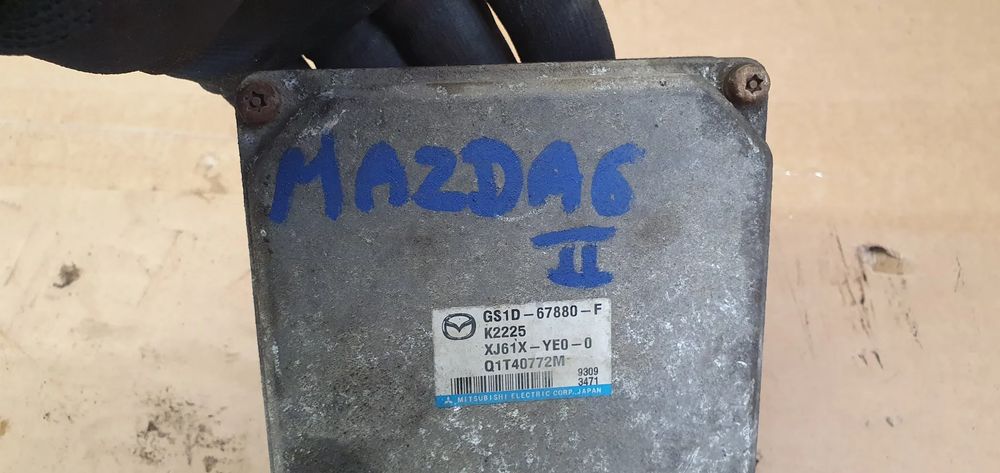 MAZDA6
II
GS1D-67880-F
K2225
XJ61X-YE0-0
Q1T40772M
9309
3471
MITSUBISHI ELECTRIC CORP., JAPAN